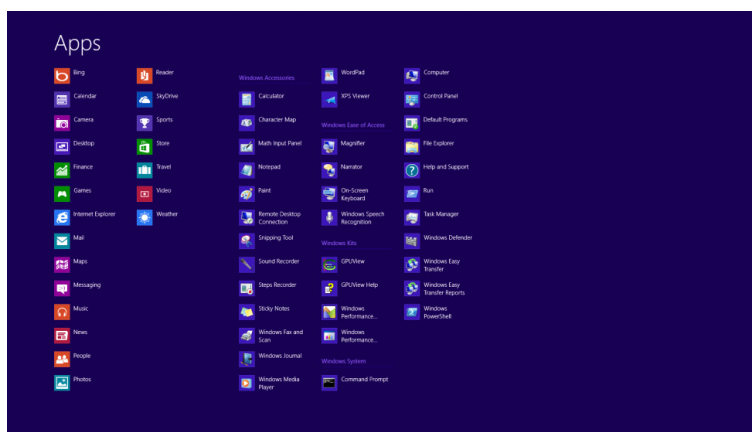 Apps
Bing
Calendar
Camera
Desktop
Finance
Games
Internet Explorer
Mail
Maps
Messaging
Music
News
People
Photos
Reader
SkyDrive
Sports
Store
Travel
Video
Weather
Windows Accessories
Calculator
Character Map
Math Input Panel
Notepad
Paint
Remote Desktop
Connection
Snipping Tool
Sound Recorder
Steps Recorder
Sticky Notes
Windows Fax and
Scan
Windows Journal
Windows Media
Player
WordPad
XPS Viewer
Windows Ease of Access
Magnifier
Narrator
On-Screen
Keyboard
Windows Speech
Recognition
Windows Kits
GPUView
GPUView Help
Windows
Performance...
Windows
Performance...
Windows System
Command Prompt
Computer
Control Panel
Default Programs
File Explorer
Help and Support
Run
Task Manager
Windows Defender
Windows Easy
Transfer
Windows Easy
Transfer Reports
Windows
PowerShell